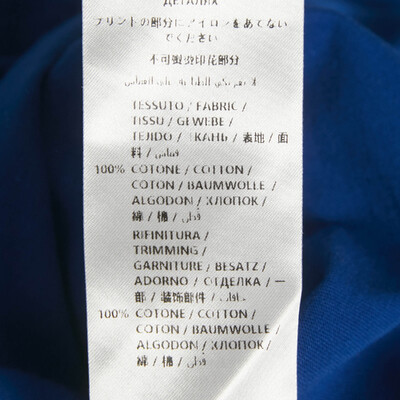 ДЕТАЛЯХ
プリントの部分にアイロンをあてない
でください
不可熨烫印花部分
TESSUTO / FABRIC /
TISSU / GEWEBE /
TEJIDO / ТКАНЬ / 表地 / 面
料 / قماش /
100% COTONE / COTTON /
COTON / BAUMWOLLE /
ALGODON / ХЛОПОК /
綿 / 棉 / قطن /
RIFINITURA /
TRIMMING /
GARNITURE / BESATZ /
ADORNO / ОТДЕЛКА / 一
部 / 装饰部件 /
100% COTONE / COTTON /
COTON / BAUMWOLLE /
ALGODON / ХЛОПОК /
綿 / 棉 / قطن /